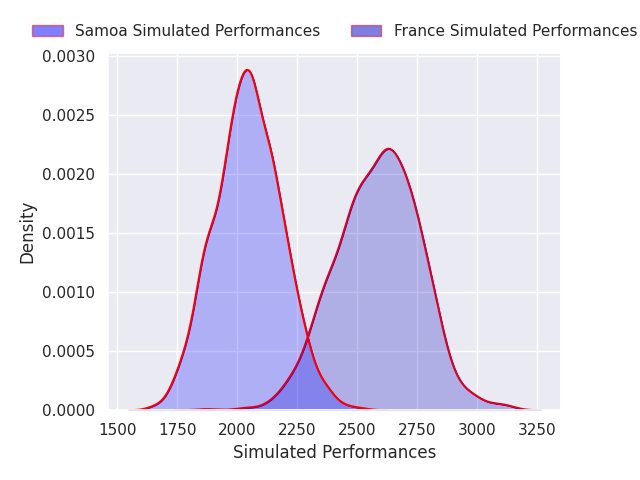 Samoa Simulated Performances France Simulated Performances
0.0030
0.0025
0.0020
0.0015
0.0010
0.0005
0.0000
Density
1500 1750 2000 2250 2500 2750 3000 3250
Simulated Performances